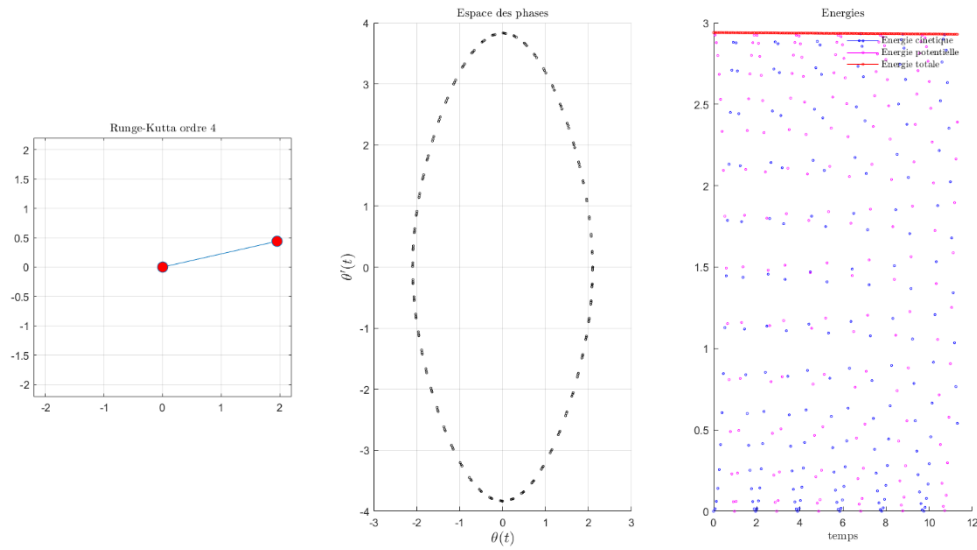 Runge-Kutta ordre 4
2
1.5
1
0.5
0
-0.5
-1
-1.5
-2
-2 -1 0 1 2
Espace des phases
4
3
2
1
0
-1
-2
-3
-4
θ'(t)
-3 -2 -1 0 1 2 3
θ(t)
Energies
Energie cinétique
Energie potentielle
Energie totale
3
2.5
2
1.5
1
0.5
0
0 2 4 6 8 10 12
temps